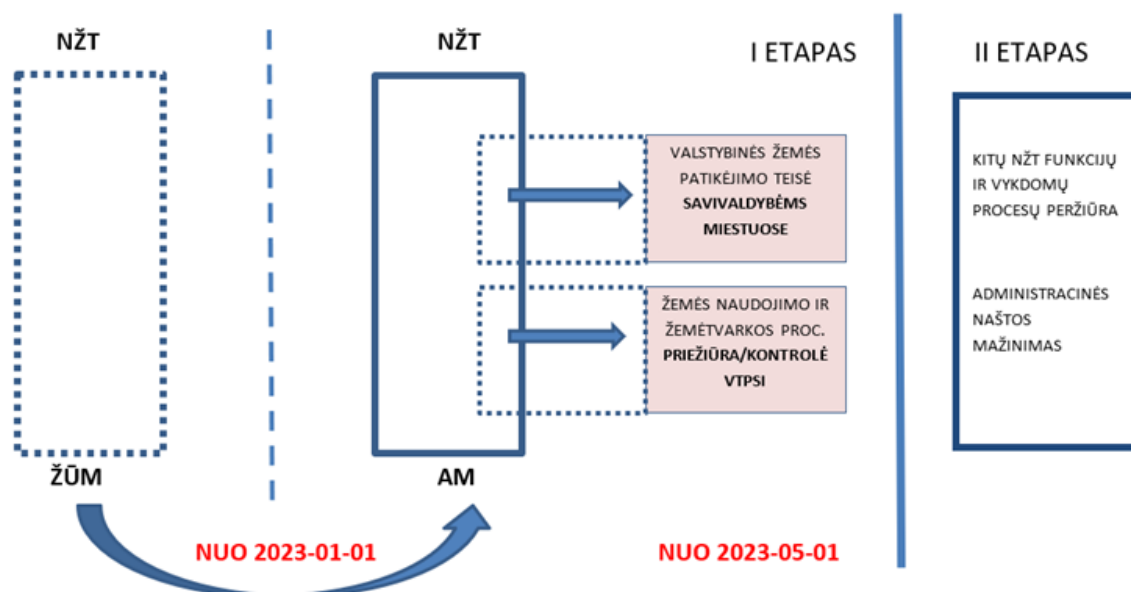 NŽT
NŽT
I ETAPAS
II ETAPAS
VALSTYBINĖS ŽEMĖS
PATIKĖJIMO TEISĖ
SAVIVALDYBĖMS
MIESTUOSE
ŽEMĖS NAUDOJIMO IR
ŽEMĖTVARKOS PROC.
PRIEŽIŪRA/KONTROLĖ
VTPSI
KITŲ NŽT FUNKCIJŲ
IR VYKDOMŲ
PROCESŲ PERŽIŪRA
ADMINISTRACINĖS
NAŠTOS
MAŽINIMAS
ŽŪM
AM
NUO 2023-01-01
NUO 2023-05-01